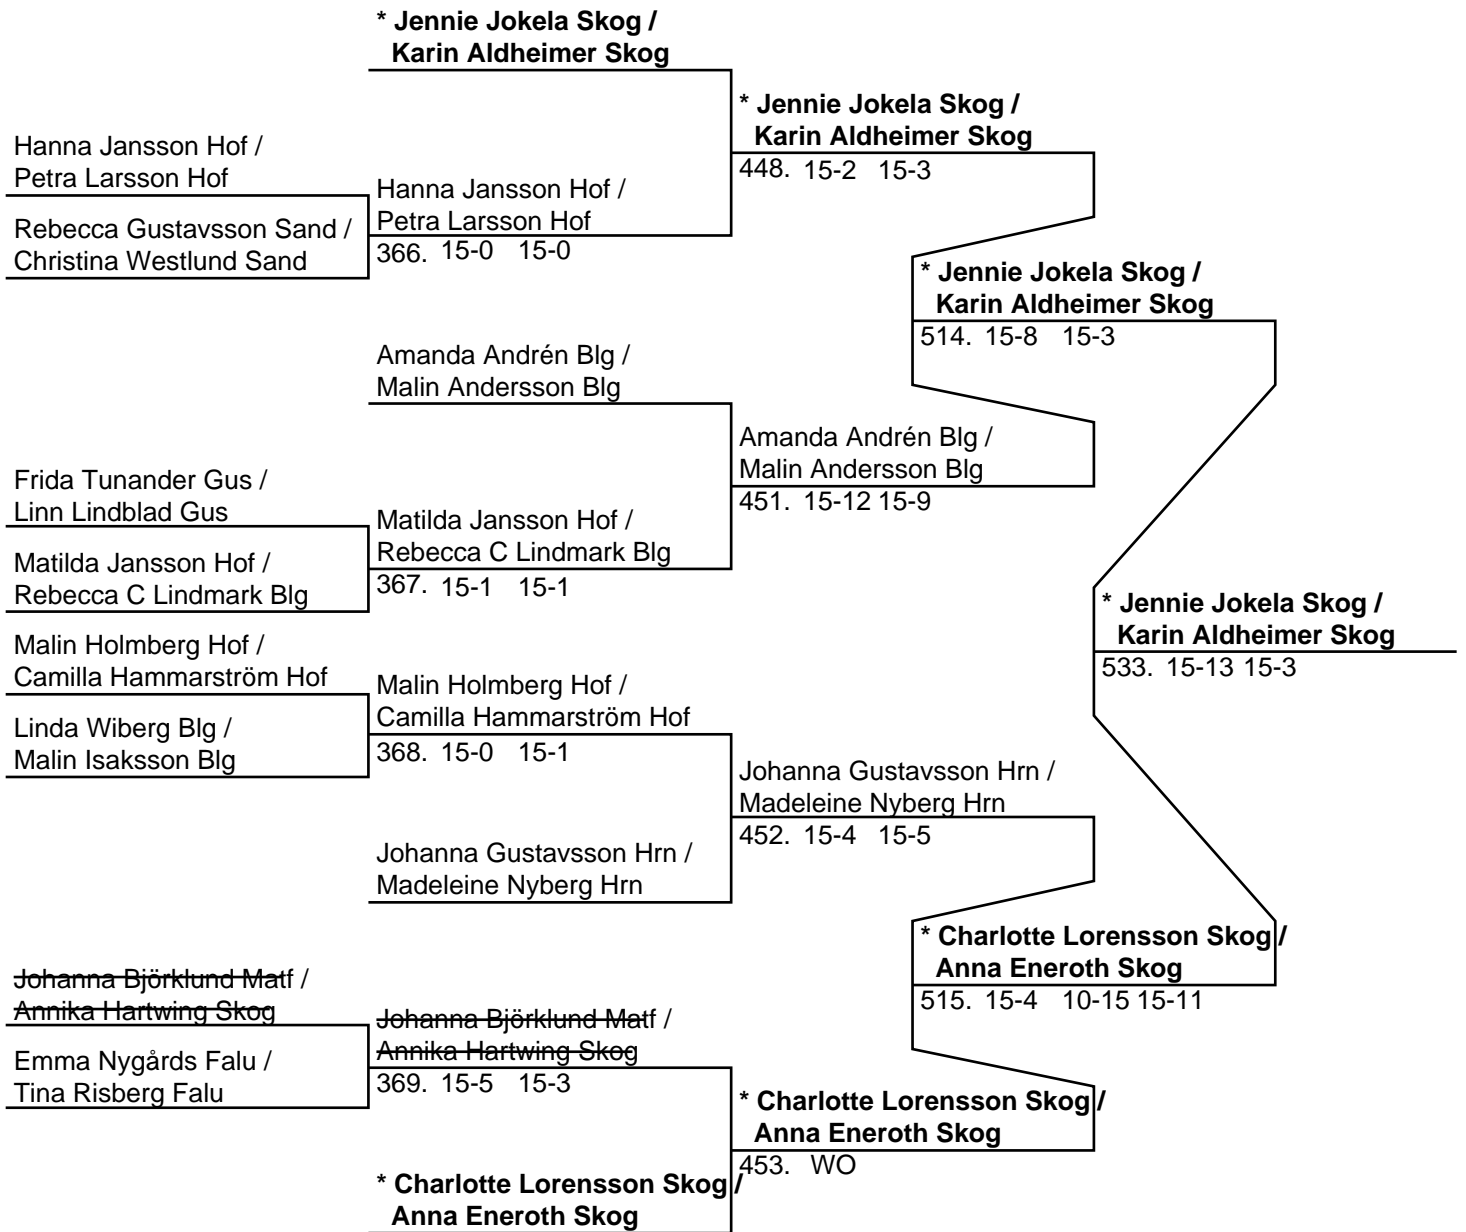 * Jennie Jokela Skog /
Karin Aldheimer Skog
* Jennie Jokela Skog /
Karin Aldheimer Skog
448. 15-2 15-3
Hanna Jansson Hof /
Petra Larsson Hof
Hanna Jansson Hof /
Petra Larsson Hof
366. 15-0 15-0
Rebecca Gustavsson Sand /
Christina Westlund Sand
* Jennie Jokela Skog /
Karin Aldheimer Skog
514. 15-8 15-3
Amanda Andrén Blg /
Malin Andersson Blg
Amanda Andrén Blg /
Malin Andersson Blg
451. 15-12 15-9
Frida Tunander Gus /
Linn Lindblad Gus
Matilda Jansson Hof /
Rebecca C Lindmark Blg
367. 15-1 15-1
Matilda Jansson Hof /
Rebecca C Lindmark Blg
* Jennie Jokela Skog /
Karin Aldheimer Skog
533. 15-13 15-3
Malin Holmberg Hof /
Camilla Hammarström Hof
Malin Holmberg Hof /
Camilla Hammarström Hof
368. 15-0 15-1
Linda Wiberg Blg /
Malin Isaksson Blg
Johanna Gustavsson Hrn /
Madeleine Nyberg Hrn
452. 15-4 15-5
Johanna Gustavsson Hrn /
Madeleine Nyberg Hrn
* Charlotte Lorensson Skog /
Anna Eneroth Skog
515. 15-4 10-15 15-11
Johanna Björklund Matf /
Annika Hartwing Skog
Johanna Björklund Matf /
Annika Hartwing Skog
369. 15-5 15-3
Emma Nygårds Falu /
Tina Risberg Falu
* Charlotte Lorensson Skog /
Anna Eneroth Skog
453. WO
* Charlotte Lorensson Skog /
Anna Eneroth Skog